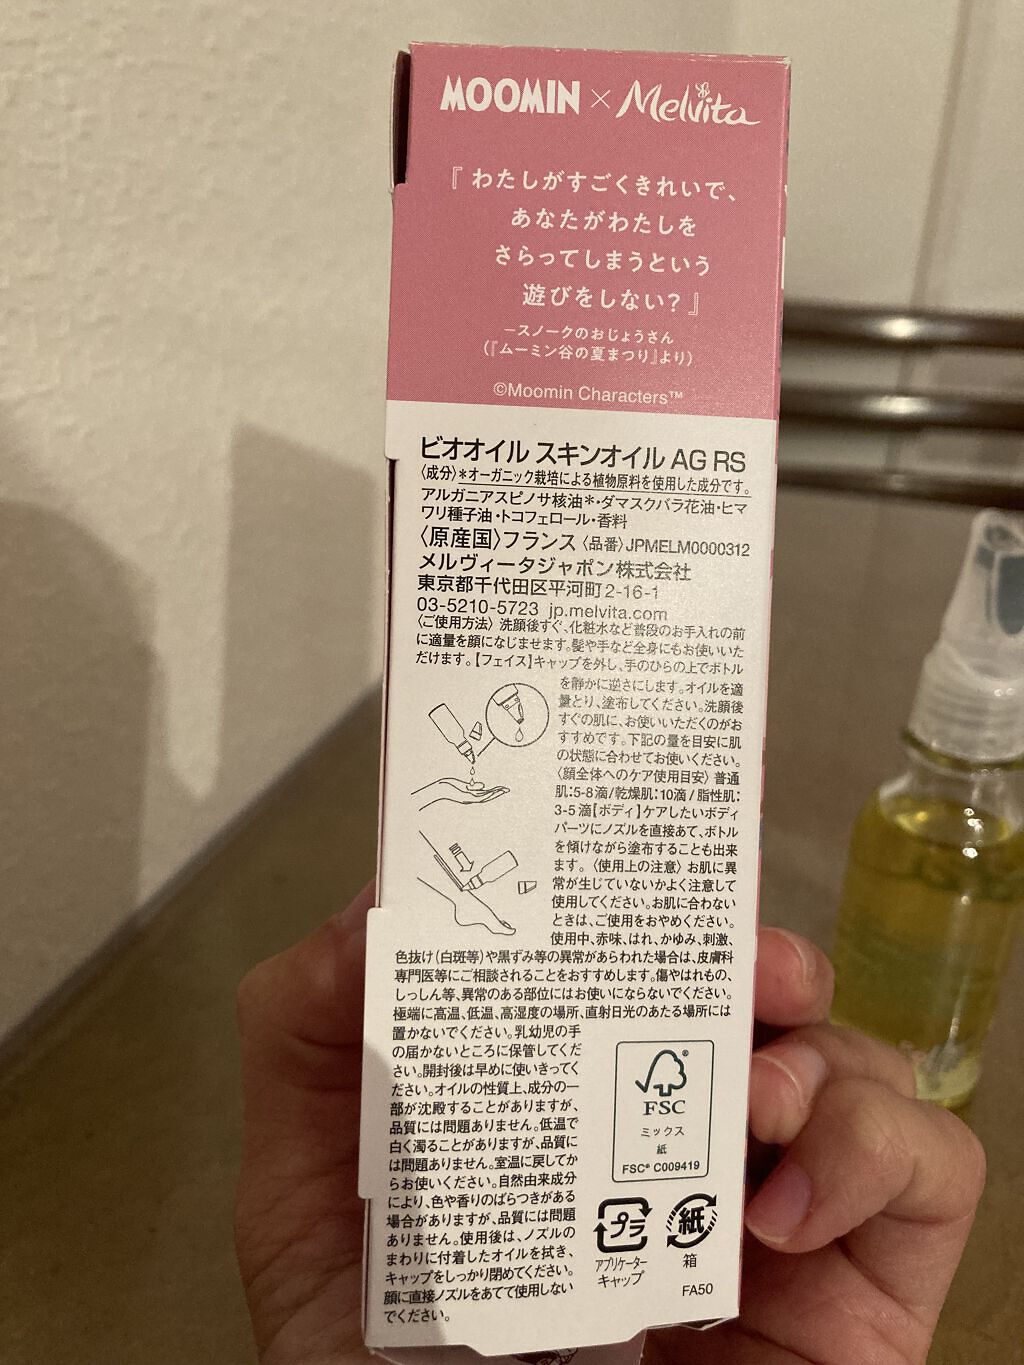 MOOMIN × Melvita
『わたしがすごくきれいで、
あなたがわたしを
さらってしまうという
遊びをしない?』
−スノークのおじょうさん
(『ムーミン谷の夏まつり』より)
©Moomin Characters™
ビオオイル スキンオイル AG RS
〈成分〉*オーガニック栽培による植物原料を使用した成分です。
アルガニアスピノサ核油*・ダマスクバラ花油・ヒマ
ワリ種子油・トコフェロール・香料
〈原産国〉フランス〈品番〉JPMELM0000312
メルヴィータジャポン株式会社
東京都千代田区平河町2-16-1
03-5210-5723 jp.melvita.com
〈ご使用方法〉洗顔後すぐ、化粧水など普段のお手入れの前
に適量を顔になじませます。髪や手など全身にもお使いいた
だけます。【フェイス】キャップを外し、手のひらの上でボトル
を静かに逆さにします。オイルを適
量とり、塗布してください。洗顔後
すぐの肌に、お使いいただくのがお
すすめです。下記の量を目安に肌
の状態に合わせてお使いください。
〈顔全体へのケア使用目安〉普通
肌:5-8滴/乾燥肌:10滴/脂性肌:
3-5滴【ボディ】ケアしたいボディ
パーツにノズルを直接あて、ボトル
を傾けながら塗布することも出来
ます。〈使用上の注意〉お肌に異
常が生じていないかよく注意して
使用してください。お肌に合わない
ときは、ご使用をおやめください。
使用中、赤味、はれ、かゆみ、刺激、
色抜け(白斑等)や黒ずみ等の異常があらわれた場合は、皮膚科
専門医等にご相談されることをおすすめします。傷やはれもの、
しっしん等、異常のある部位にはお使いにならないでください。
極端に高温、低温、高湿度の場所、直射日光のあたる場所には
置かないでください。乳幼児の手
の届かないところに保管してくだ
さい。開封後は早めに使いきってく
ださい。オイルの性質上、成分の一
部が沈殿することがありますが、
品質には問題ありません。低温で
白く濁ることがありますが、品質に
は問題ありません。室温に戻してか
らお使いください。自然由来成分
により、色や香りのばらつきがある
場合がありますが、品質には問題
ありません。使用後は、ノズルの
まわりに付着したオイルを拭き、
キャップをしっかり閉めてください。
顔に直接ノズルをあてて使用しない
でください。
FSC
ミックス
紙
FSC® C009419
プラ
アプリケーター
キャップ
紙
箱
FA50